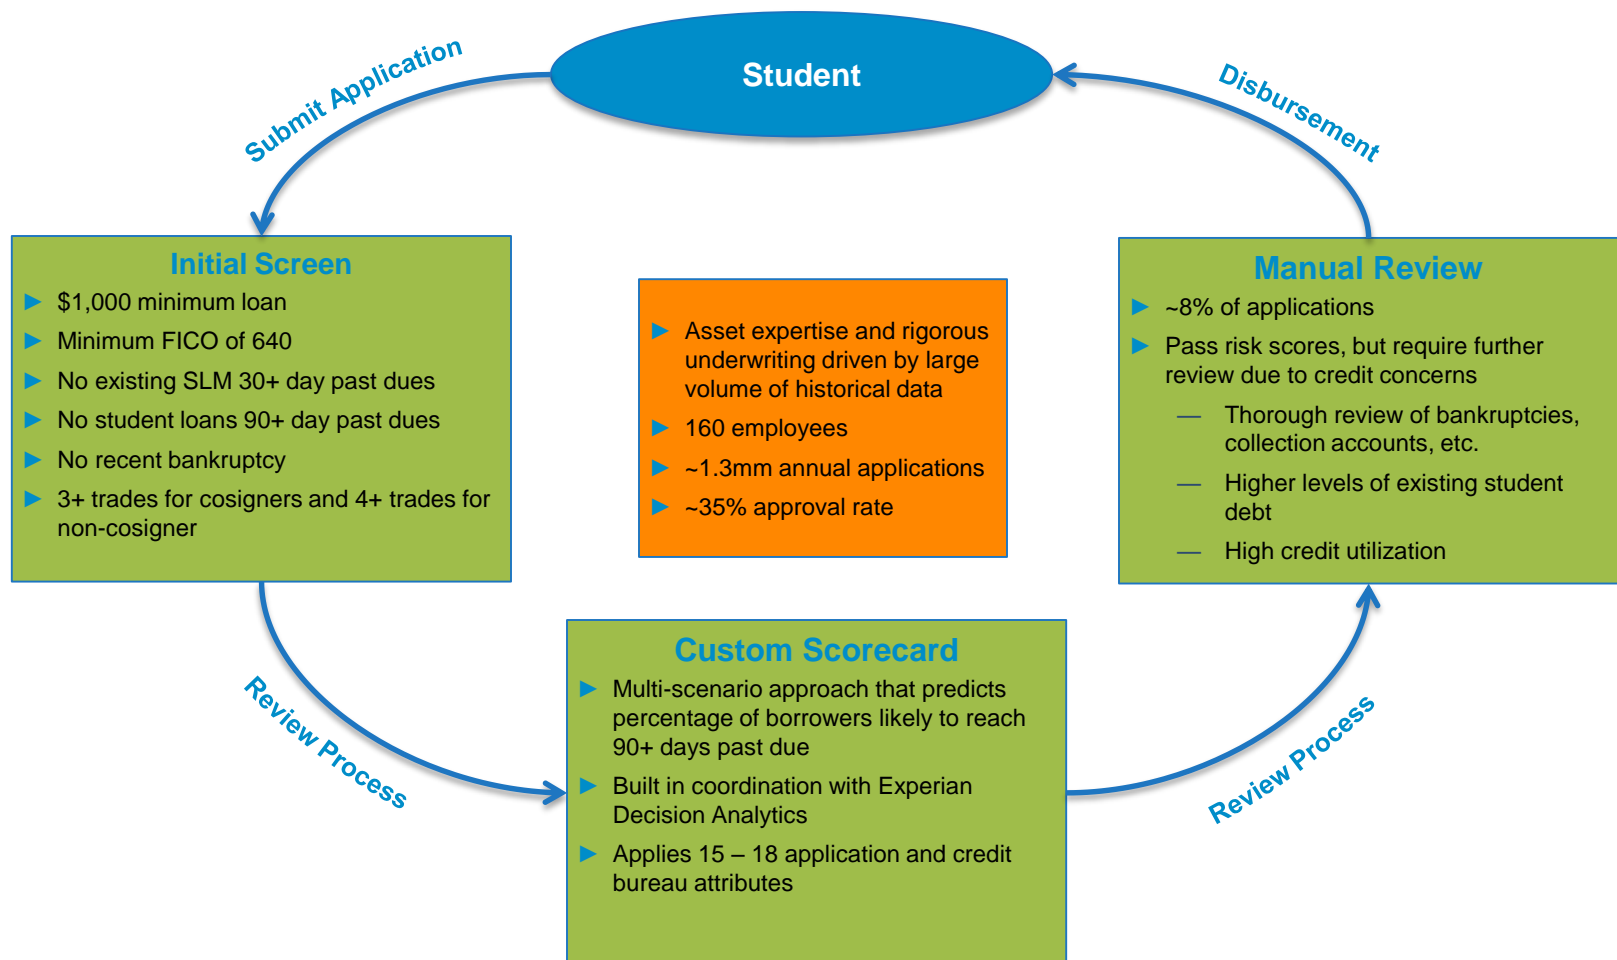 Student
Submit Application
Disbursement
Initial Screen
$1,000 minimum loan
Minimum FICO of 640
No existing SLM 30+ day past dues
No student loans 90+ day past dues
No recent bankruptcy
3+ trades for cosigners and 4+ trades for
non-cosigner
Asset expertise and rigorous
underwriting driven by large
volume of historical data
160 employees
~1.3mm annual applications
~35% approval rate
Manual Review
~8% of applications
Pass risk scores, but require further
review due to credit concerns
— Thorough review of bankruptcies,
collection accounts, etc.
— Higher levels of existing student
debt
— High credit utilization
Review Process
Custom Scorecard
Multi-scenario approach that predicts
percentage of borrowers likely to reach
90+ days past due
Built in coordination with Experian
Decision Analytics
Applies 15 – 18 application and credit
bureau attributes
Review Process